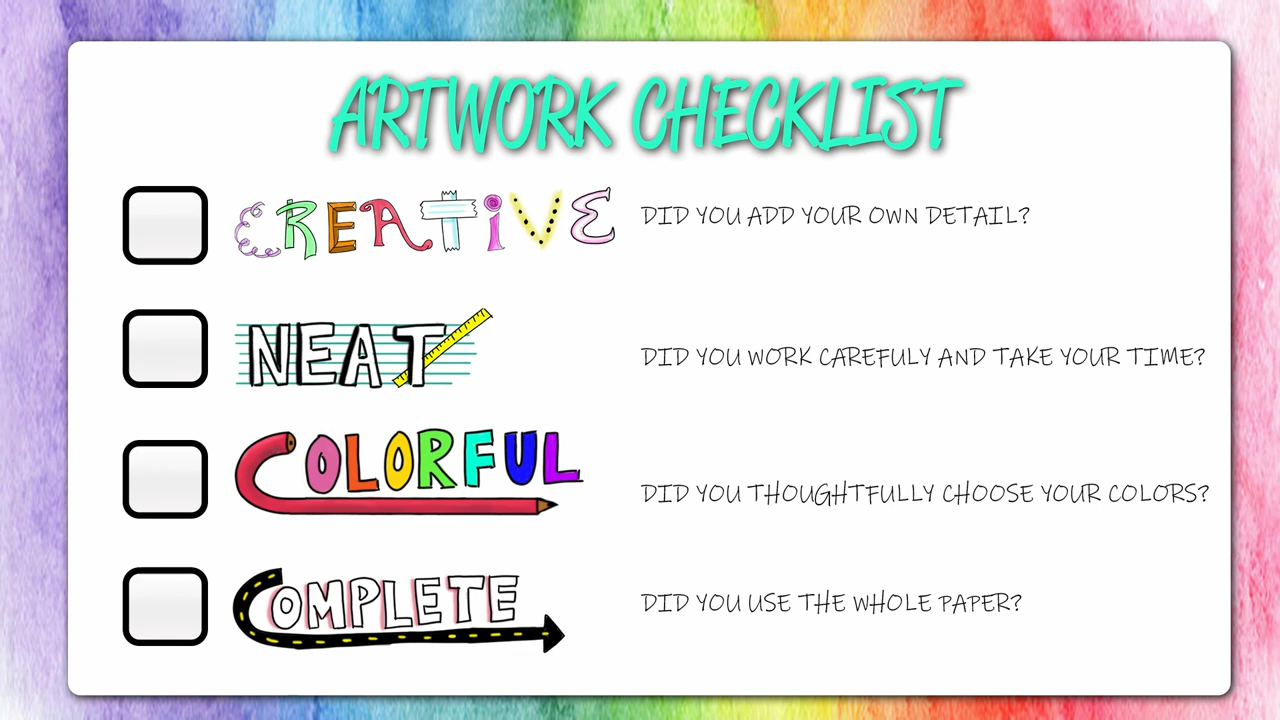 ARTWORK CHECKLIST
CREATIVE DID YOU ADD YOUR OWN DETAIL?
NEAT DID YOU WORK CAREFULY AND TAKE YOUR TIME?
COLORFUL DID YOU THOUGHTFULLY CHOOSE YOUR COLORS?
COMPLETE DID YOU USE THE WHOLE PAPER?